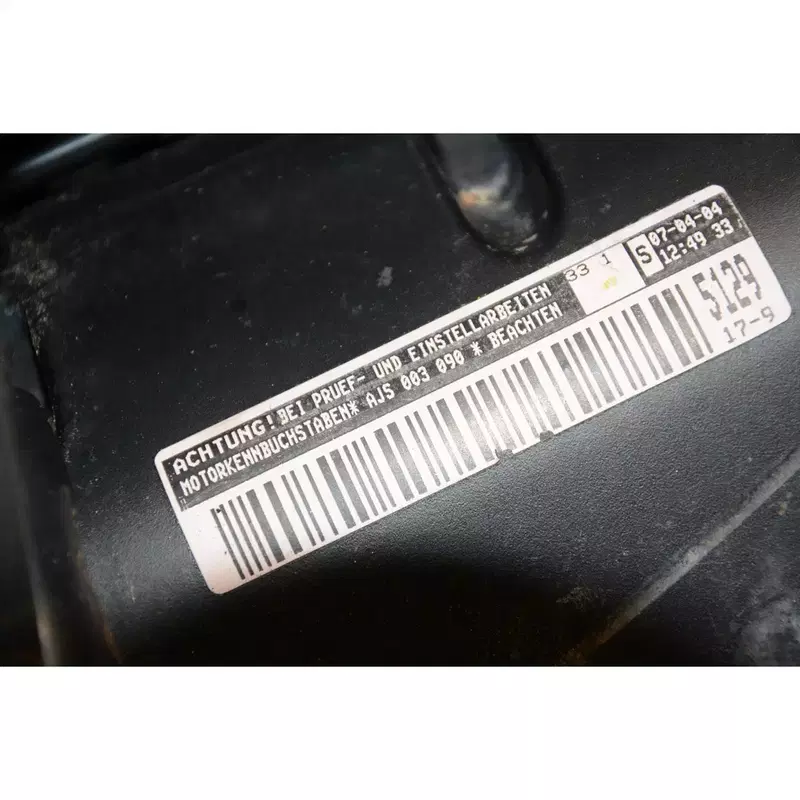 ACHTUNG! BEI PRUEF- UND EINSTELLARBEITEN
MOTORKENNBUCHSTABEN* AJS 003 090 * BEACHTEN
33 1
S
07-04-04
12:49 33
5129
17-9